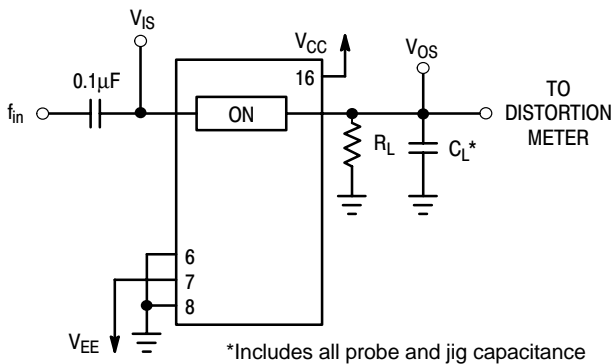 V_IS
V_CC
V_OS
16
0.1μF
f_in
ON
TO
DISTORTION
METER
R_L
C_L*
6
7
8
V_EE
*Includes all probe and jig capacitance